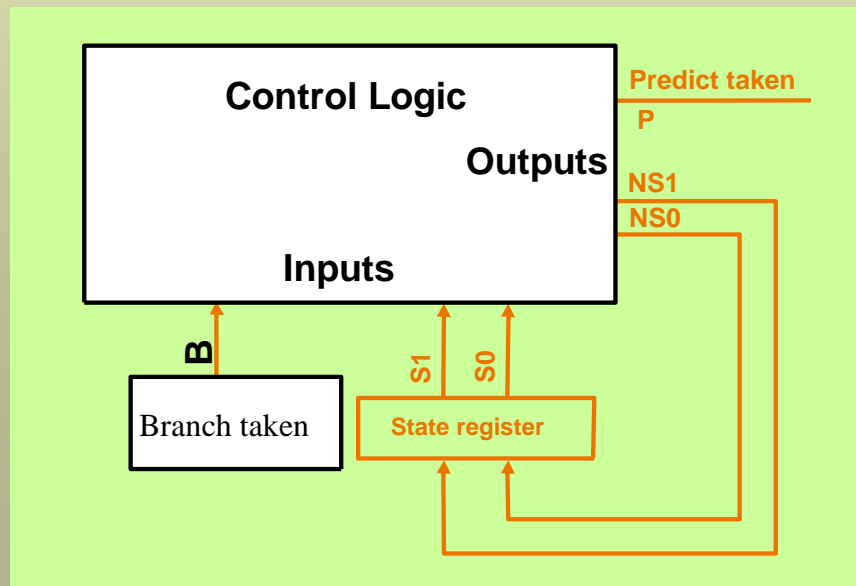 Control Logic
Predict taken
P
Outputs
NS1
NS0
Inputs
B
S1
S0
Branch taken
State register